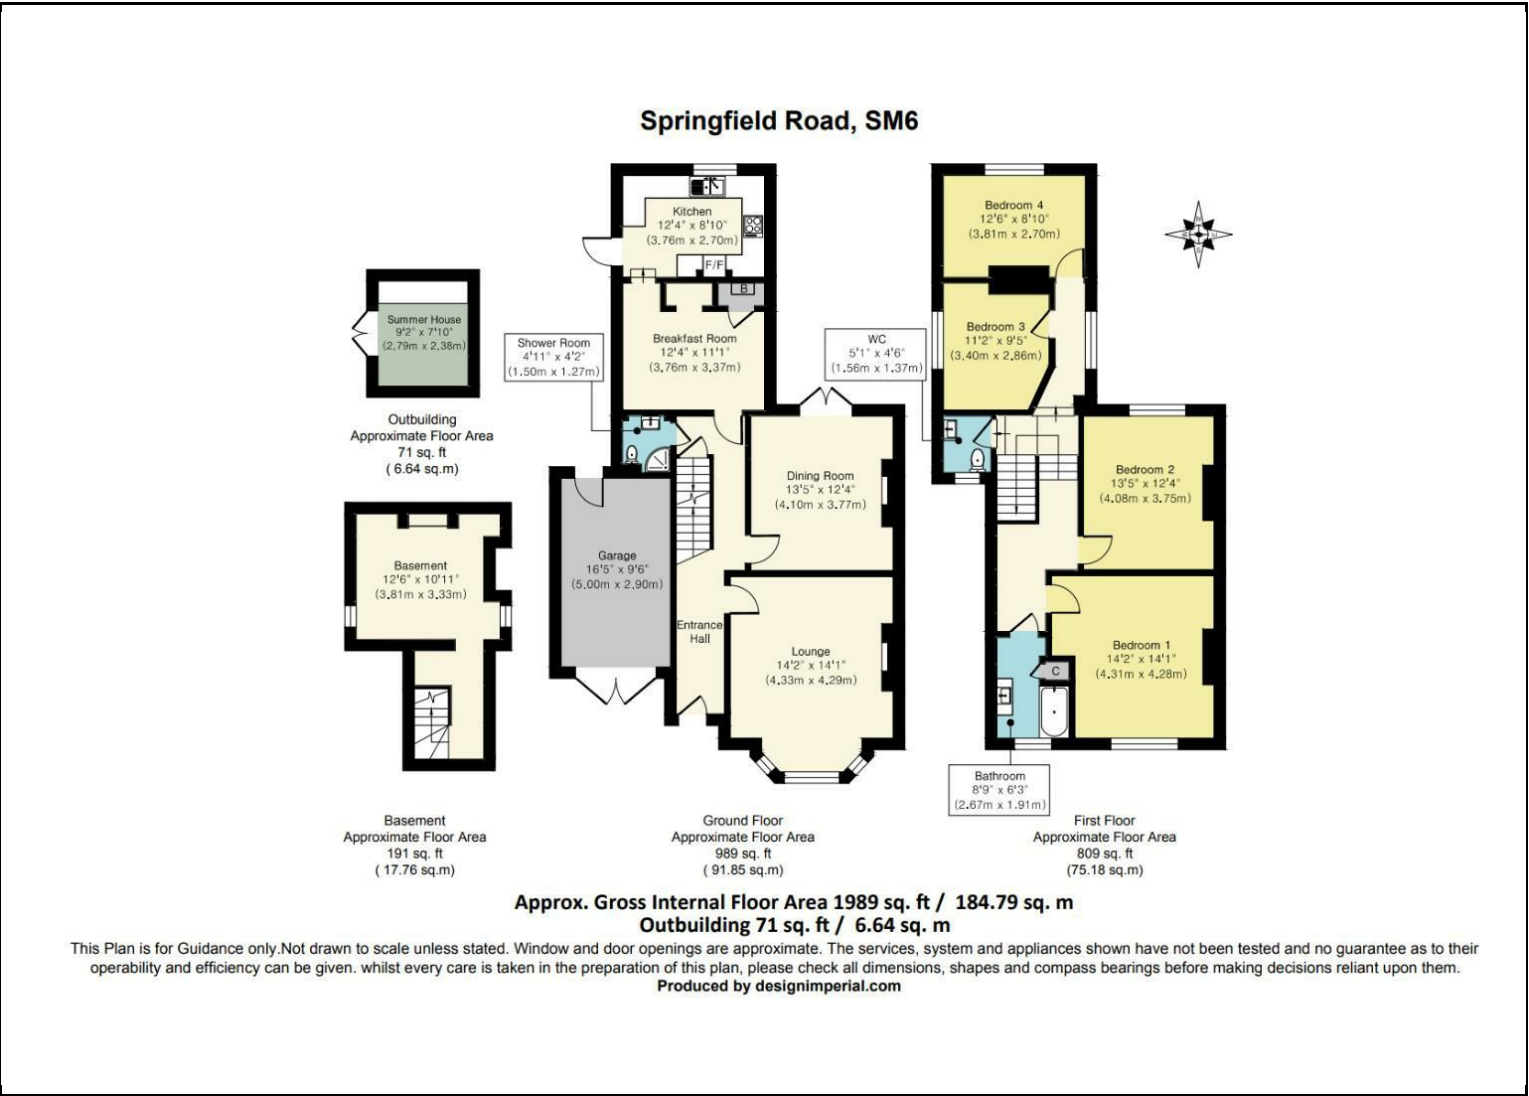 Springfield Road, SM6
Kitchen
12'4" x 8'10"
(3.76m x 2.70m)
F/F
B
Breakfast Room
12'4" x 11'1"
(3.76m x 3.37m)
Shower Room
4'11" x 4'2"
(1.50m x 1.27m)
Dining Room
13'5" x 12'4"
(4.10m x 3.77m)
Garage
16'5" x 9'6"
(5.00m x 2.90m)
Entrance
Hall
Lounge
14'2" x 14'1"
(4.33m x 4.29m)
Ground Floor
Approximate Floor Area
989 sq. ft
( 91.85 sq.m)
Summer House
9'2" x 7'10"
(2.79m x 2.38m)
Outbuilding
Approximate Floor Area
71 sq. ft
( 6.64 sq.m)
Basement
12'6" x 10'11"
(3.81m x 3.33m)
Basement
Approximate Floor Area
191 sq. ft
( 17.76 sq.m)
Bedroom 4
12'6" x 8'10"
(3.81m x 2.70m)
Bedroom 3
11'2" x 9'5"
(3.40m x 2.86m)
WC
5'1" x 4'6"
(1.56m x 1.37m)
Bedroom 2
13'5" x 12'4"
(4.08m x 3.75m)
Bedroom 1
14'2" x 14'1"
(4.31m x 4.28m)
C
Bathroom
8'9" x 6'3"
(2.67m x 1.91m)
First Floor
Approximate Floor Area
809 sq. ft
(75.18 sq.m)
Approx. Gross Internal Floor Area 1989 sq. ft / 184.79 sq. m
Outbuilding 71 sq. ft / 6.64 sq. m
This Plan is for Guidance only.Not drawn to scale unless stated. Window and door openings are approximate. The services, system and appliances shown have not been tested and no guarantee as to their
operability and efficiency can be given. whilst every care is taken in the preparation of this plan, please check all dimensions, shapes and compass bearings before making decisions reliant upon them.
Produced by designimperial.com